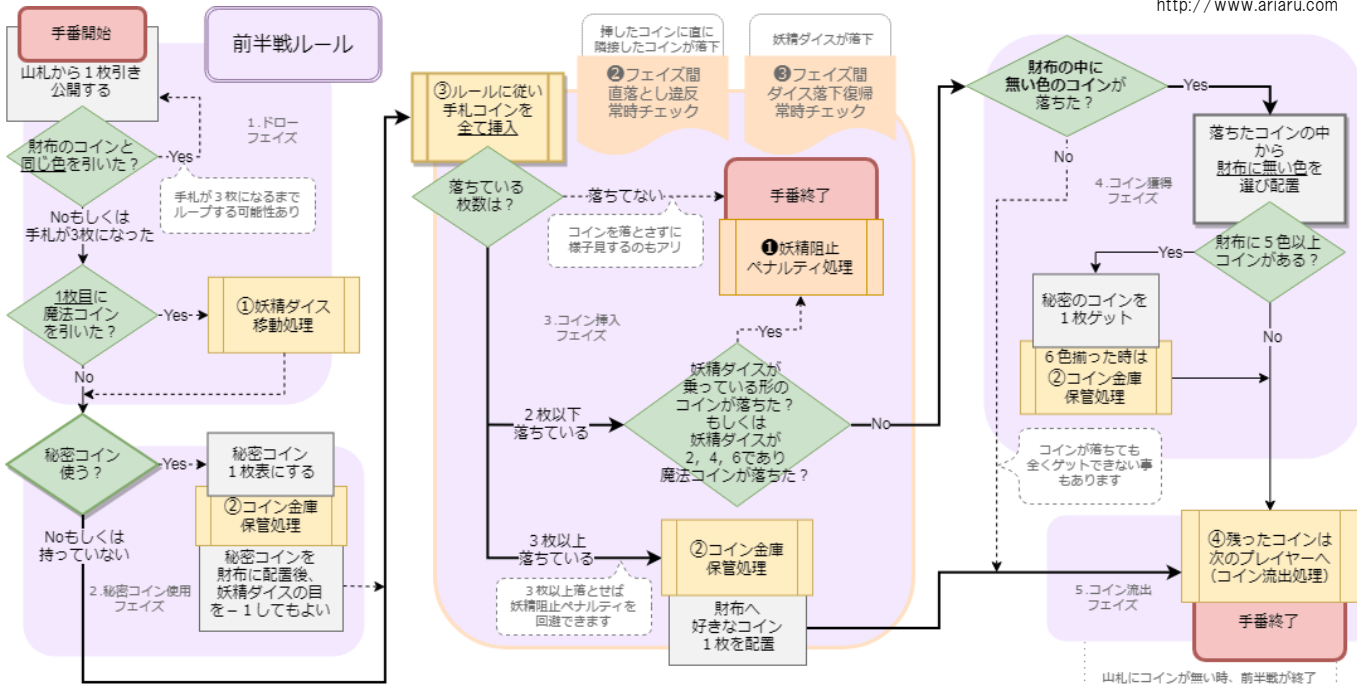 http://www.ariaru.com
手番開始
前半戦ルール
山札から1枚引き
公開する
1.ドロー
フェイズ
財布のコインと
同じ色を引いた？
Yes
手札が3枚になるまで
ループする可能性あり
Noもしくは
手札が3枚になった
1枚目に
魔法コイン
を引いた？
Yes
①妖精ダイス
移動処理
No
秘密コイン
使う？
Yes
秘密コイン
1枚表にする
②コイン金庫
保管処理
秘密コインを
財布に配置後、
妖精ダイスの目
を－1してもよい
Noもしくは
持っていない
2.秘密コイン使用
フェイズ
③ルールに従い
手札コインを
全て挿入
挿したコインに直に
隣接したコインが落下
❷フェイズ間
直落とし違反
常時チェック
妖精ダイスが落下
❸フェイズ間
ダイス落下復帰
常時チェック
落ちている
枚数は？
落ちてない
コインを落とさずに
様子見するのもアリ
手番終了
❶妖精阻止
ペナルティ処理
3.コイン挿入
フェイズ
Yes
2枚以下
落ちている
妖精ダイスが
乗っている形の
コインが落ちた？
もしくは
妖精ダイスが
2，4，6であり
魔法コインが落ちた？
No
3枚以上
落ちている
3枚以上落とせば
妖精阻止ペナルティを
回避できます
②コイン金庫
保管処理
財布へ
好きなコイン
1枚を配置
財布の中に
無い色のコインが
落ちた？
Yes
No
落ちたコインの中
から
財布に無い色を
選び配置
4.コイン獲得
フェイズ
財布に5色以上
コインがある？
Yes
No
秘密のコインを
1枚ゲット
6色揃った時は
②コイン金庫
保管処理
コインが落ちても
全くゲットできない事
もあります
5.コイン流出
フェイズ
④残ったコインは
次のプレイヤーへ
（コイン流出処理）
手番終了
山札にコインが無い時、前半戦が終了